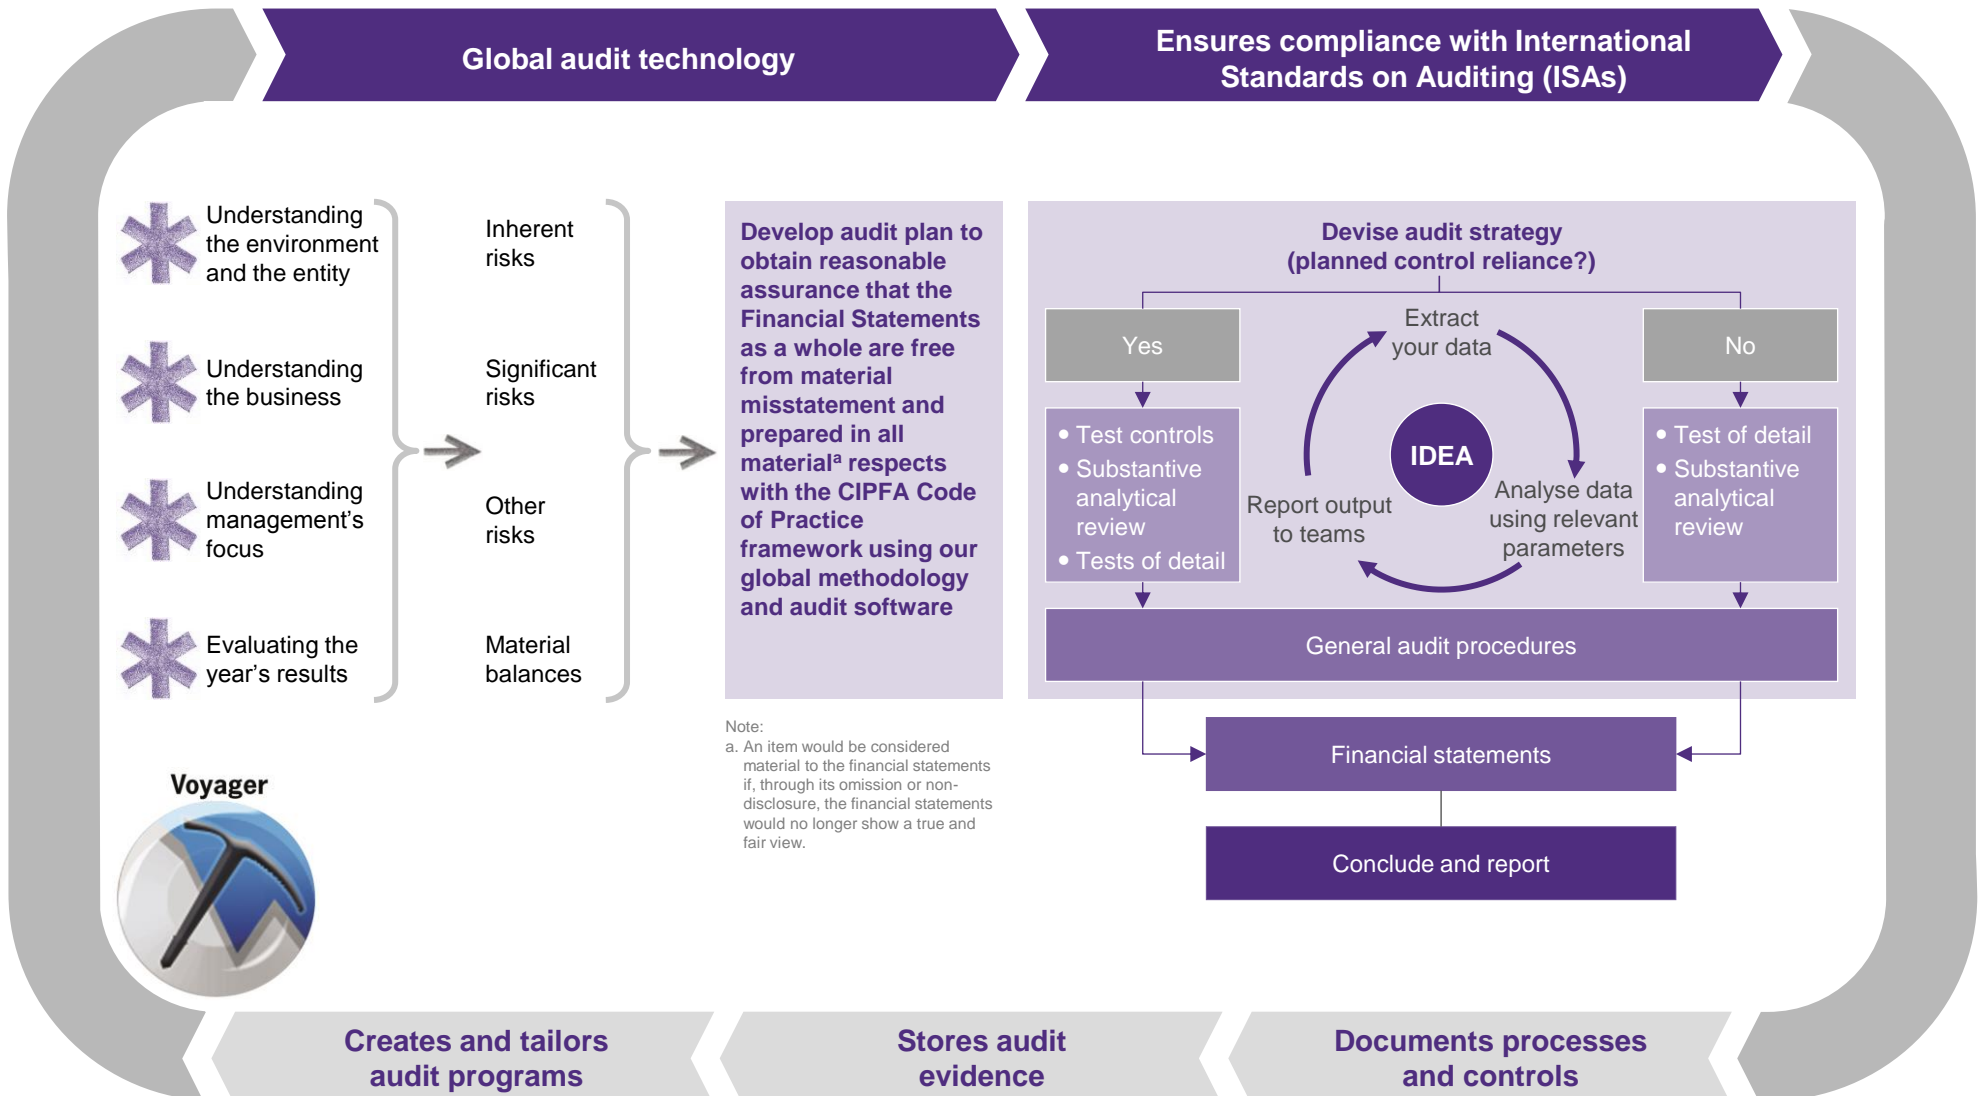 Global audit technology
Ensures compliance with International
Standards on Auditing (ISAs)
Understanding
the environment
and the entity
Understanding
the business
Understanding
management’s
focus
Evaluating the
year’s results
Inherent
risks
Significant
risks
Other
risks
Material
balances
Develop audit plan to
obtain reasonable
assurance that the
Financial Statements
as a whole are free
from material
misstatement and
prepared in all
materialᵃ respects
with the CIPFA Code
of Practice
framework using our
global methodology
and audit software
Note:
a. An item would be considered
material to the financial statements
if, through its omission or non-
disclosure, the financial statements
would no longer show a true and
fair view.
Devise audit strategy
(planned control reliance?)
Yes
• Test controls
• Substantive
analytical
review
• Tests of detail
Extract
your data
IDEA
Analyse data
using relevant
parameters
Report output
to teams
No
• Test of detail
• Substantive
analytical
review
General audit procedures
Financial statements
Conclude and report
Voyager
Creates and tailors
audit programs
Stores audit
evidence
Documents processes
and controls